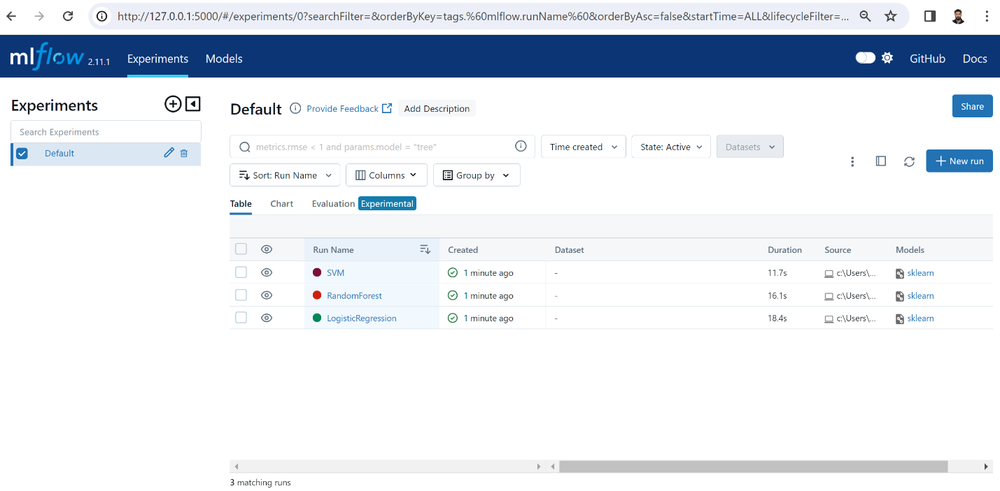 http://127.0.0.1:5000/#/experiments/0?searchFilter=&orderByKey=tags.%60mlflow.runName%60&orderByAsc=false&startTime=ALL&lifecycleFilter=...
mlflow 2.11.1 Experiments Models GitHub Docs
Experiments
Search Experiments
Default
Default Provide Feedback Add Description Share
metrics.rmse < 1 and params.model = "tree" Time created State: Active Datasets
Sort: Run Name Columns Group by New run
Table Chart Evaluation Experimental
Run Name Created Dataset Duration Source Models
SVM 1 minute ago - 11.7s c:\Users\... sklearn
RandomForest 1 minute ago - 16.1s c:\Users\... sklearn
LogisticRegression 1 minute ago - 18.4s c:\Users\... sklearn
3 matching runs